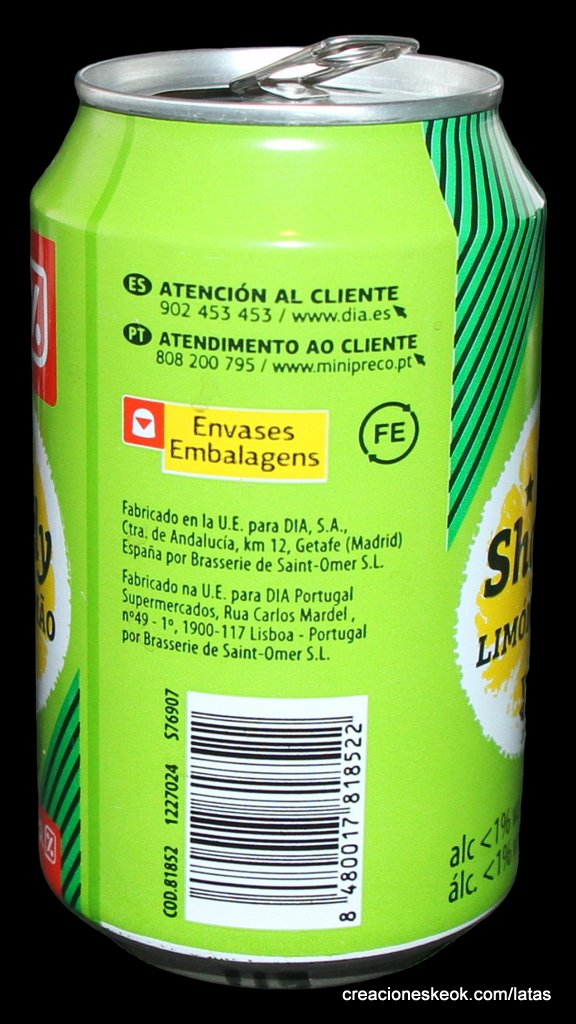 ES ATENCIÓN AL CLIENTE
902 453 453 / www.dia.es
PT ATENDIMENTO AO CLIENTE
808 200 795 / www.minipreco.pt
Envases
Embalagens
FE
Fabricado en la U.E. para DIA, S.A.,
Ctra. de Andalucía, km 12, Getafe (Madrid)
España por Brasserie de Saint-Omer S.L.
Fabricado na U.E. para DIA Portugal
Supermercados, Rua Carlos Mardel ,
nº49 - 1º, 1900-117 Lisboa - Portugal
por Brasserie de Saint-Omer S.L.
COD.81852 1227024 576907
8 480017 818522
Sh
LIMÓ
alc <1%
álc. <1%
y
ÃO
%
%
creacioneskeok.com/latas